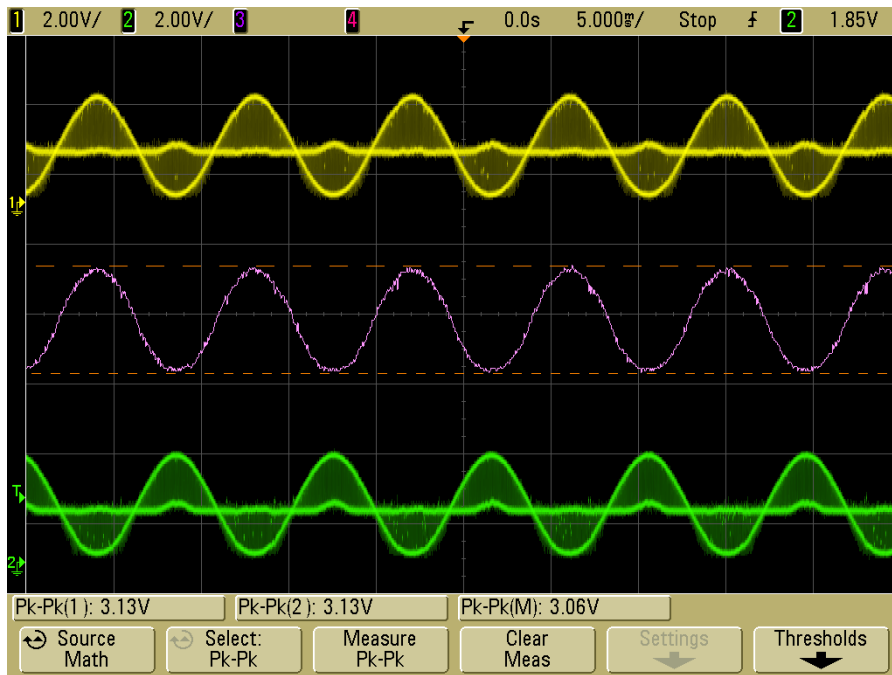 1 2.00V/ 2 2.00V/ 3 4 0.0s 5.000ms/ Stop 2 1.85V
1
T
2
Pk-Pk(1): 3.13V Pk-Pk(2): 3.13V Pk-Pk(M): 3.06V
Source Select: Measure Clear Settings Thresholds
Math Pk-Pk Pk-Pk Meas